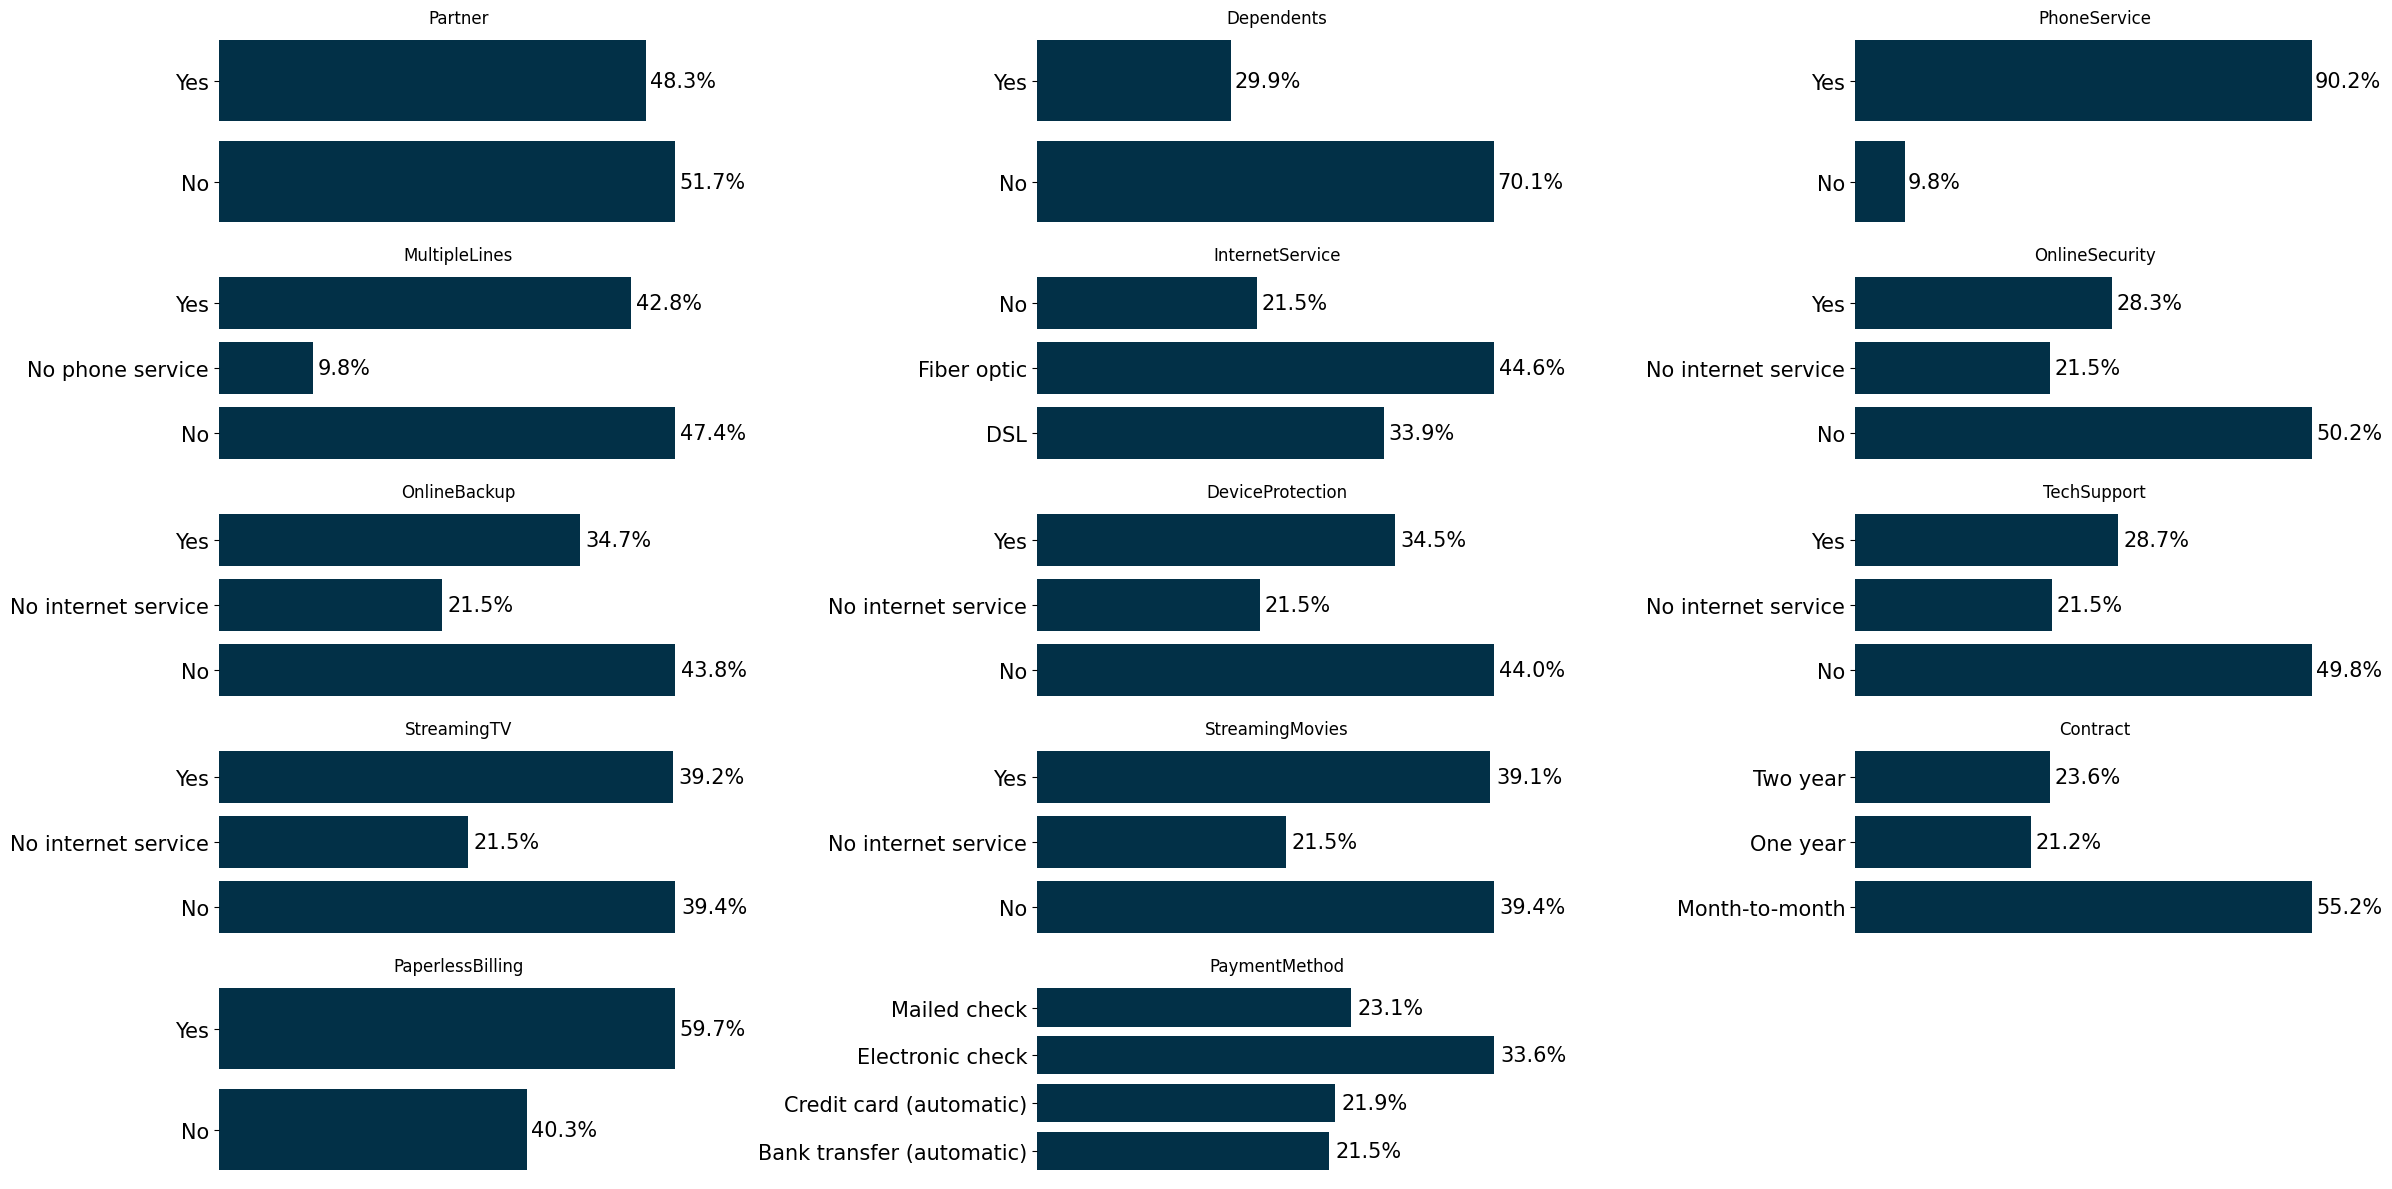 Partner
Yes 48.3%
No 51.7%
Dependents
Yes 29.9%
No 70.1%
PhoneService
Yes 90.2%
No 9.8%
MultipleLines
Yes 42.8%
No phone service 9.8%
No 47.4%
InternetService
No 21.5%
Fiber optic 44.6%
DSL 33.9%
OnlineSecurity
Yes 28.3%
No internet service 21.5%
No 50.2%
OnlineBackup
Yes 34.7%
No internet service 21.5%
No 43.8%
DeviceProtection
Yes 34.5%
No internet service 21.5%
No 44.0%
TechSupport
Yes 28.7%
No internet service 21.5%
No 49.8%
StreamingTV
Yes 39.2%
No internet service 21.5%
No 39.4%
StreamingMovies
Yes 39.1%
No internet service 21.5%
No 39.4%
Contract
Two year 23.6%
One year 21.2%
Month-to-month 55.2%
PaperlessBilling
Yes 59.7%
No 40.3%
PaymentMethod
Mailed check 23.1%
Electronic check 33.6%
Credit card (automatic) 21.9%
Bank transfer (automatic) 21.5%